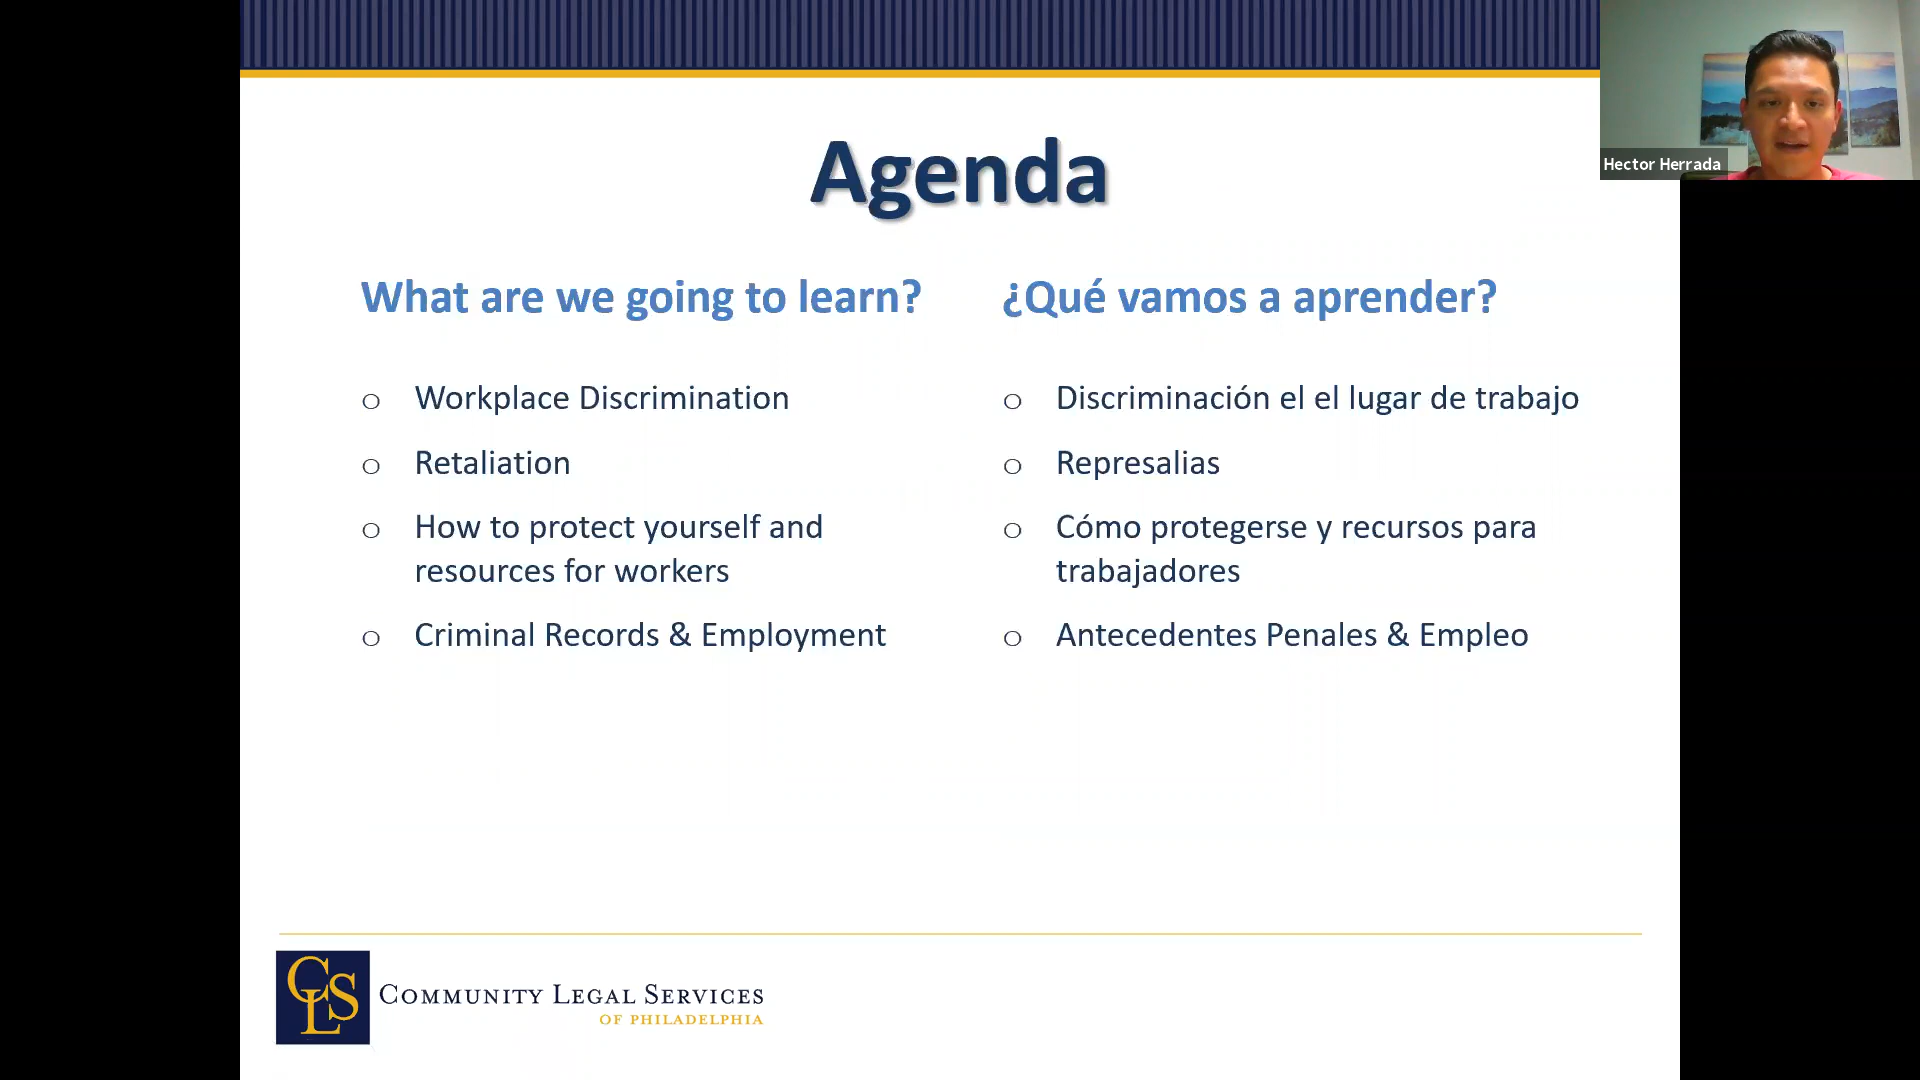 Agenda
What are we going to learn?
o Workplace Discrimination
o Retaliation
o How to protect yourself and
resources for workers
o Criminal Records & Employment
¿Qué vamos a aprender?
o Discriminación el el lugar de trabajo
o Represalias
o Cómo protegerse y recursos para
trabajadores
o Antecedentes Penales & Empleo
Hector Herrada
CLS
COMMUNITY LEGAL SERVICES
OF PHILADELPHIA